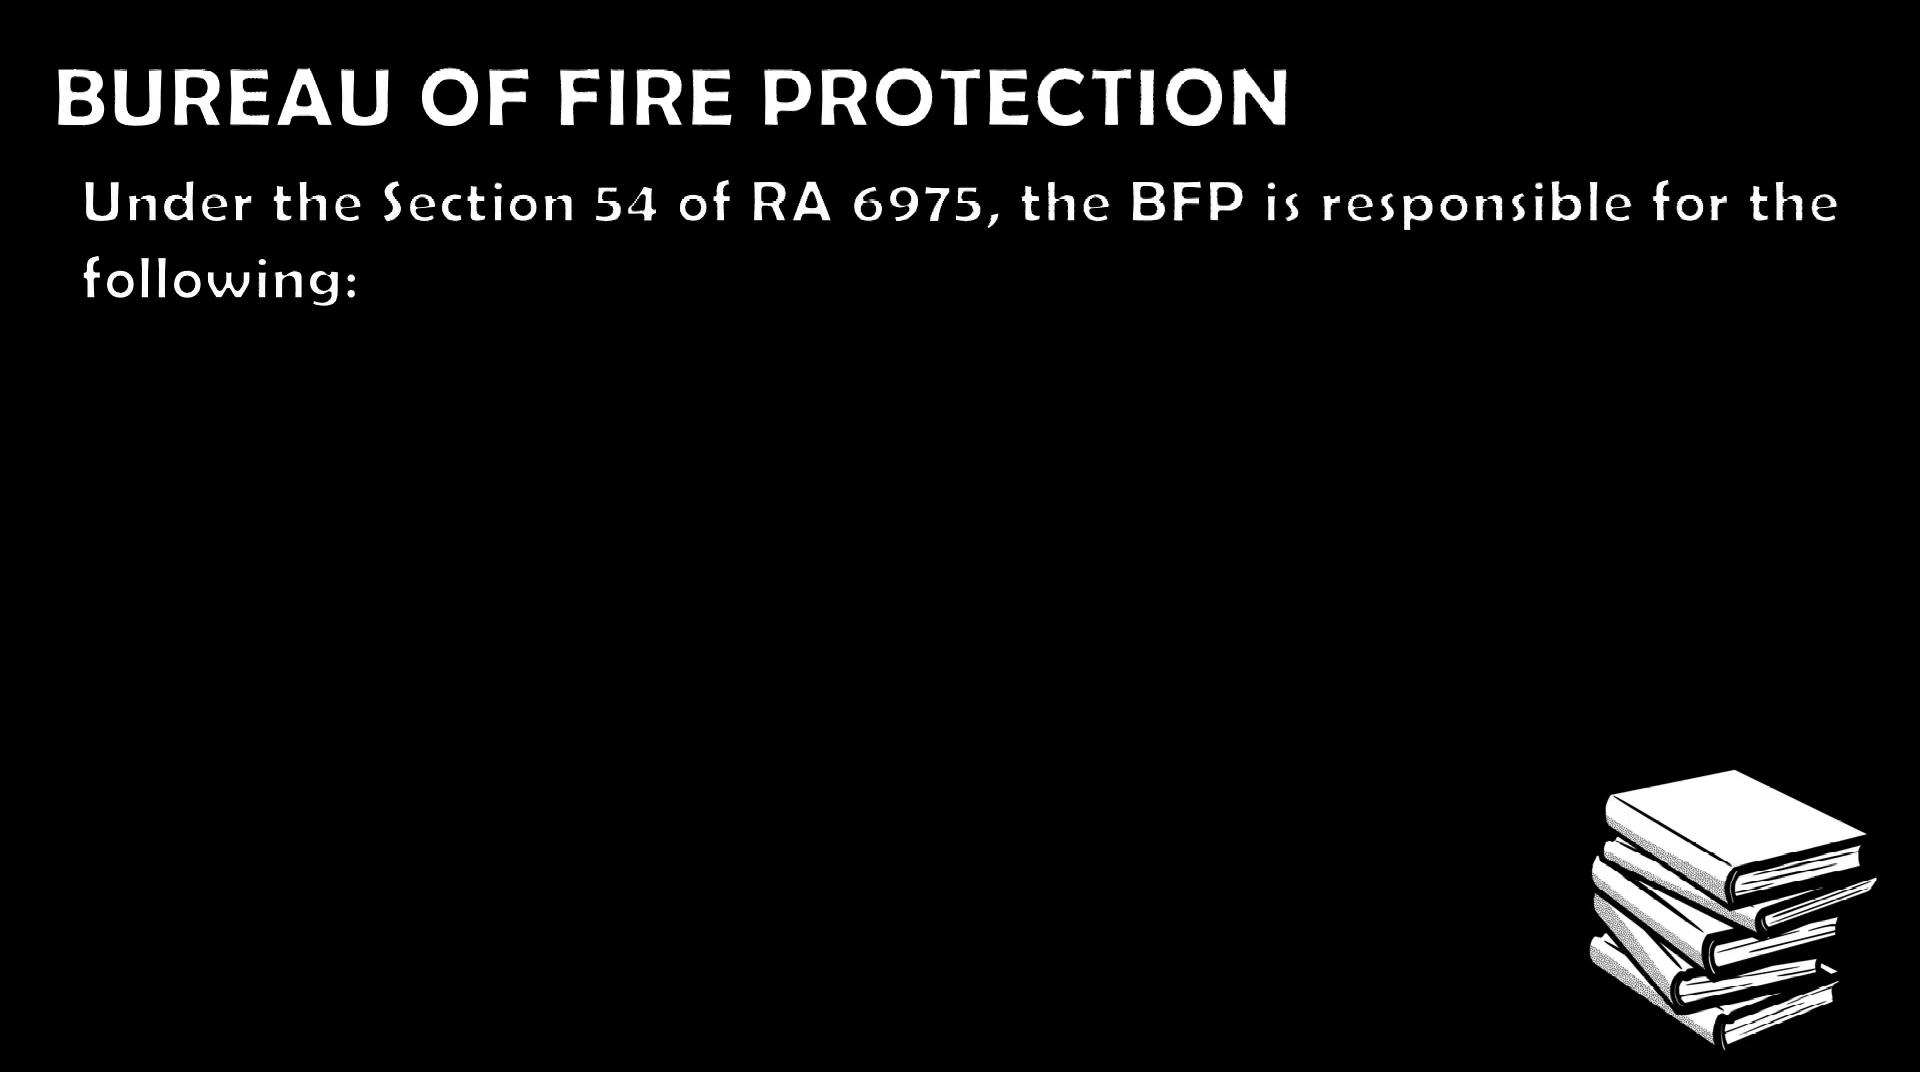 BUREAU OF FIRE PROTECTION
Under the Section 54 of RA 6975, the BFP is responsible for the
following: